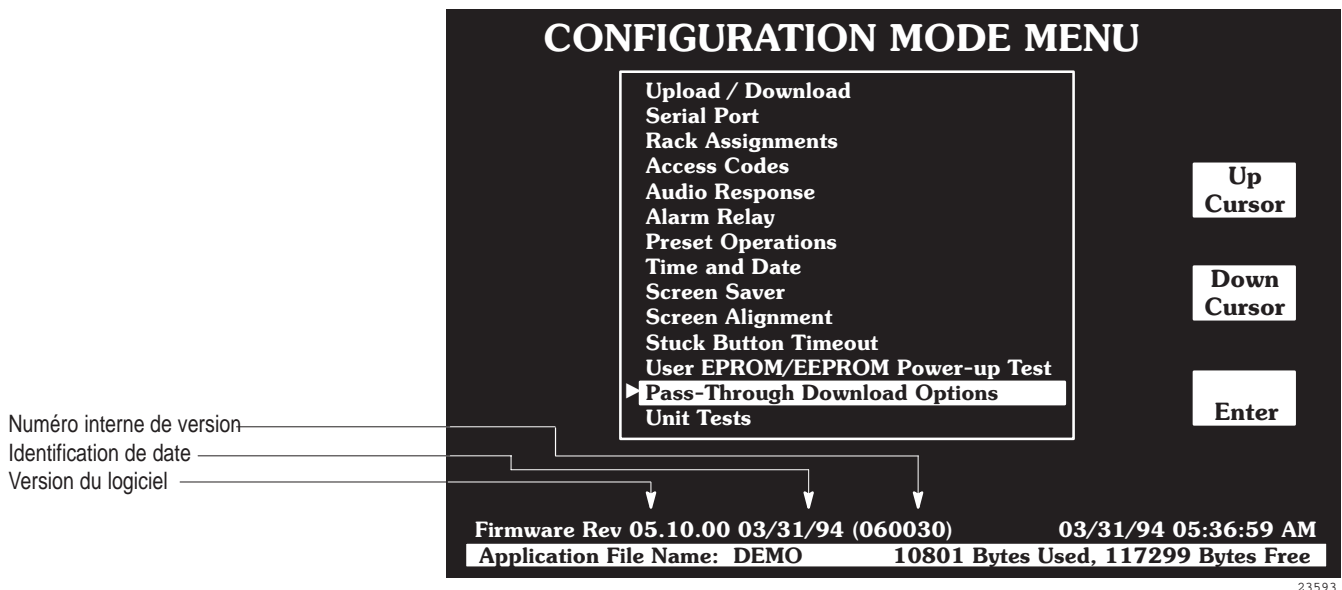 CONFIGURATION MODE MENU
Upload / Download
Serial Port
Rack Assignments
Access Codes
Audio Response
Alarm Relay
Preset Operations
Time and Date
Screen Saver
Screen Alignment
Stuck Button Timeout
User EPROM/EEPROM Power-up Test
Pass-Through Download Options
Unit Tests
Up
Cursor
Down
Cursor
Enter
Numéro interne de version
Identification de date
Version du logiciel
Firmware Rev 05.10.00 03/31/94 (060030) 03/31/94 05:36:59 AM
Application File Name: DEMO 10801 Bytes Used, 117299 Bytes Free
23593